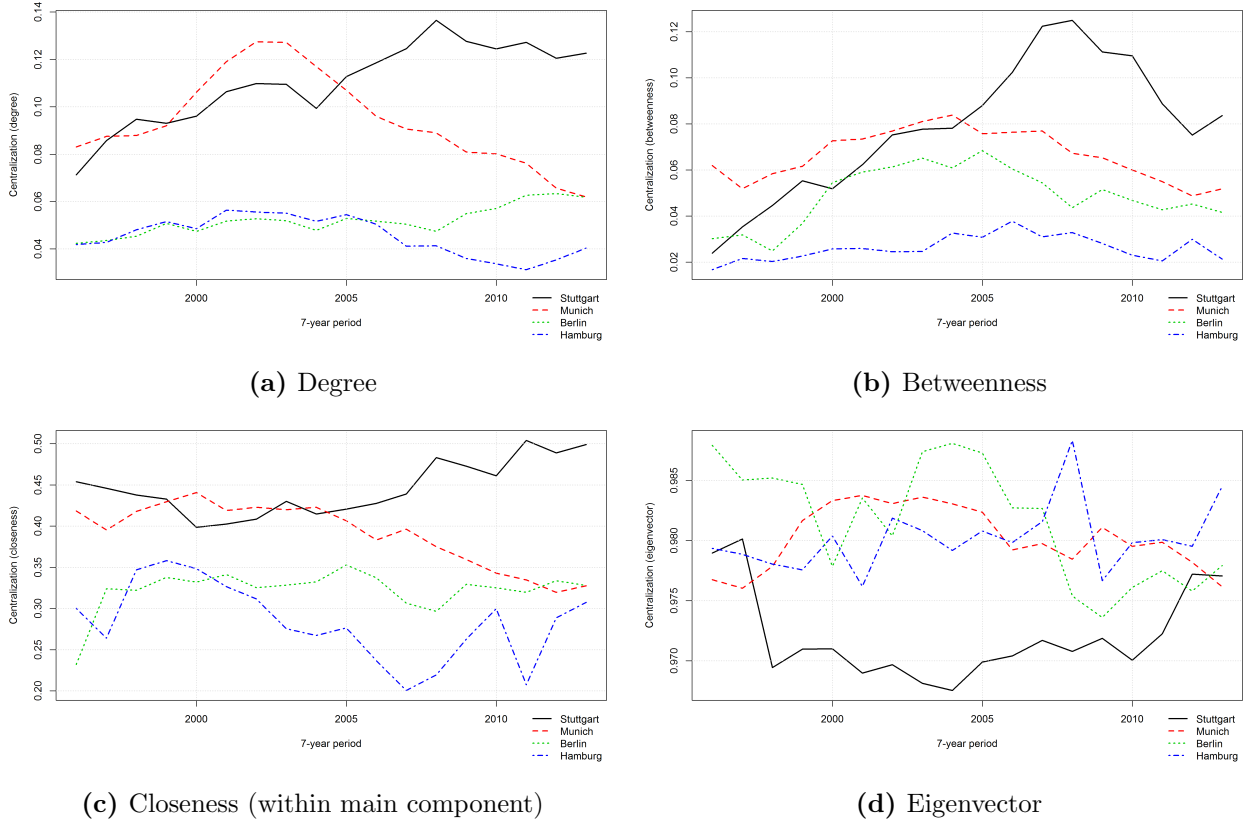 Centralization (degree)
0.04
0.06
0.08
0.10
0.12
0.14
2000
2005
2010
7-year period
Stuttgart
Munich
Berlin
Hamburg
(a) Degree
Centralization (betweenness)
0.02
0.04
0.06
0.08
0.10
0.12
2000
2005
2010
7-year period
Stuttgart
Munich
Berlin
Hamburg
(b) Betweenness
Centralization (closeness)
0.20
0.25
0.30
0.35
0.40
0.45
0.50
2000
2005
2010
7-year period
Stuttgart
Munich
Berlin
Hamburg
(c) Closeness (within main component)
Centralization (eigenvector)
0.970
0.975
0.980
0.985
2000
2005
2010
7-year period
Stuttgart
Munich
Berlin
Hamburg
(d) Eigenvector